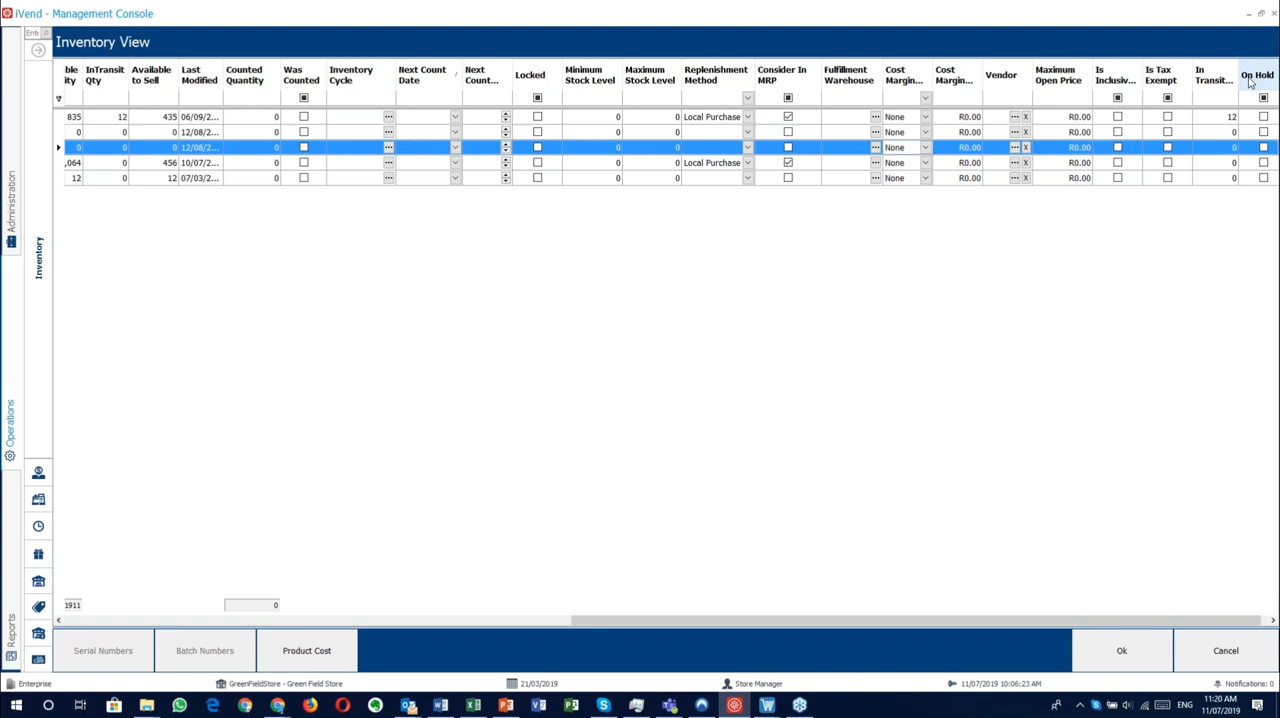 iVend - Management Console
Ent
Inventory View
ble ity
InTransit Qty
Available to Sell
Last Modified
Counted Quantity
Was Counted
Inventory Cycle
Next Count Date
Next Count...
Locked
Minimum Stock Level
Maximum Stock Level
Replenishment Method
Consider In MRP
Fulfillment Warehouse
Cost Margin...
Cost Margin...
Vendor
Maximum Open Price
Is Inclusiv...
Is Tax Exempt
In Transit...
On Hold
835 12 435 06/09/2... 0 0 0 Local Purchase None R0.00 R0.00 12
0 0 0 12/08/2... 0 0 0 None R0.00 R0.00 0
0 0 0 12/08/2... 0 0 0 None R0.00 R0.00 0
,064 0 456 10/07/2... 0 0 0 Local Purchase None R0.00 R0.00 0
12 0 12 07/03/2... 0 0 0 None R0.00 R0.00 0
Administration
Inventory
Operations
Reports
1911 0
Serial Numbers
Batch Numbers
Product Cost
Ok
Cancel
Enterprise
GreenFieldStore - Green Field Store
21/03/2019
Store Manager
11/07/2019 10:06:23 AM
Notifications: 0
ENG
11:20 AM
11/07/2019